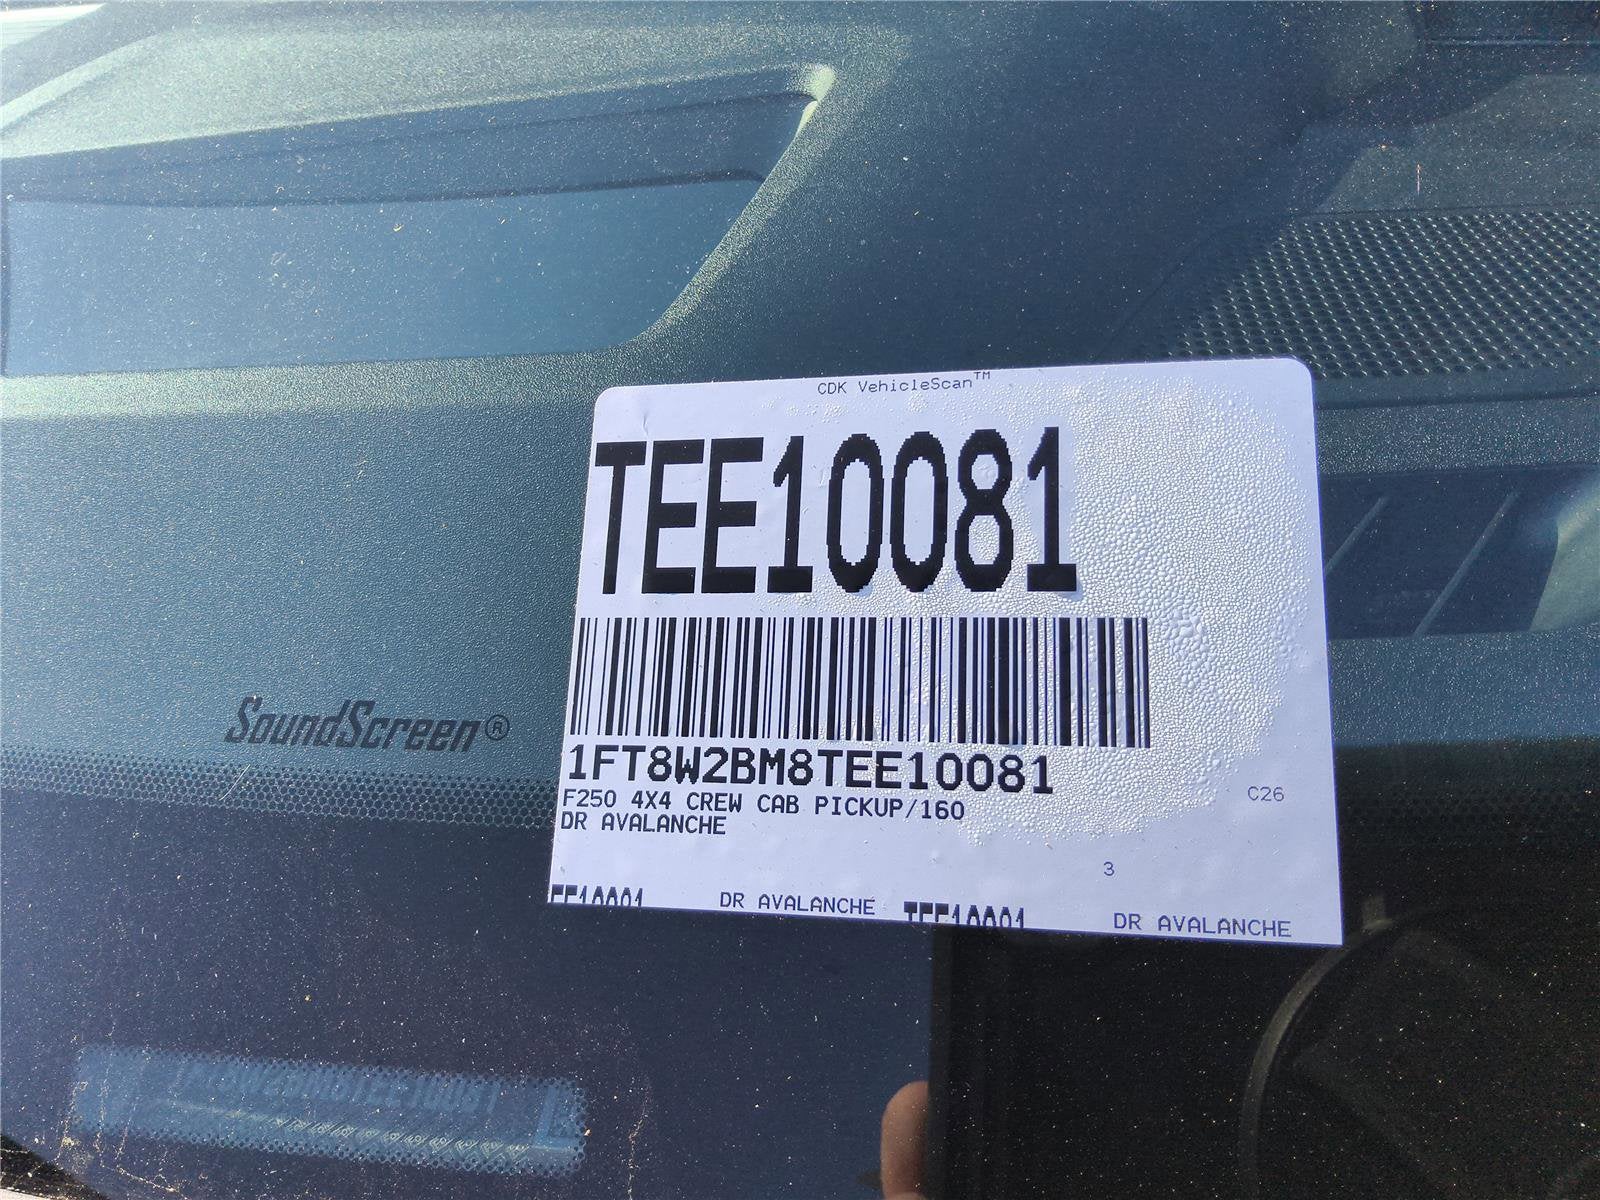 CDK VehicleScan™
TEE10081
SoundScreen®
1FT8W2BM8TEE10081
F250 4X4 CREW CAB PICKUP/160
C26
DR AVALANCHE
3
DR AVALANCHE
DR AVALANCHE